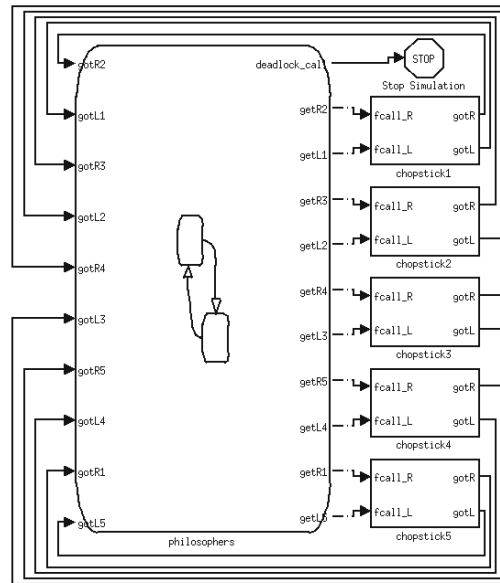 gotR2
gotL1
gotR3
gotL2
gotR4
gotL3
gotR5
gotL4
gotR1
gotL5
deadlock_cal
getR2
getL1
getR3
getL2
getR4
getL3
getR5
getL4
getR1
getL5
philosophers
STOP
Stop Simulation
fcall_R gotR
fcall_L gotL
chopstick1
fcall_R gotR
fcall_L gotL
chopstick2
fcall_R gotR
fcall_L gotL
chopstick3
fcall_R gotR
fcall_L gotL
chopstick4
fcall_R gotR
fcall_L gotL
chopstick5